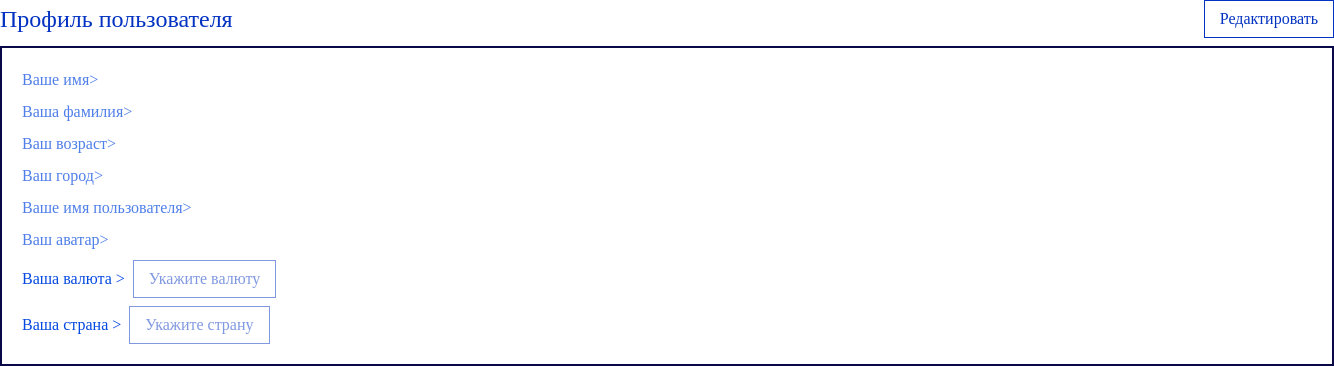 Профиль пользователя
Редактировать
Ваше имя>
Ваша фамилия>
Ваш возраст>
Ваш город>
Ваше имя пользователя>
Ваш аватар>
Ваша валюта > Укажите валюту
Ваша страна > Укажите страну